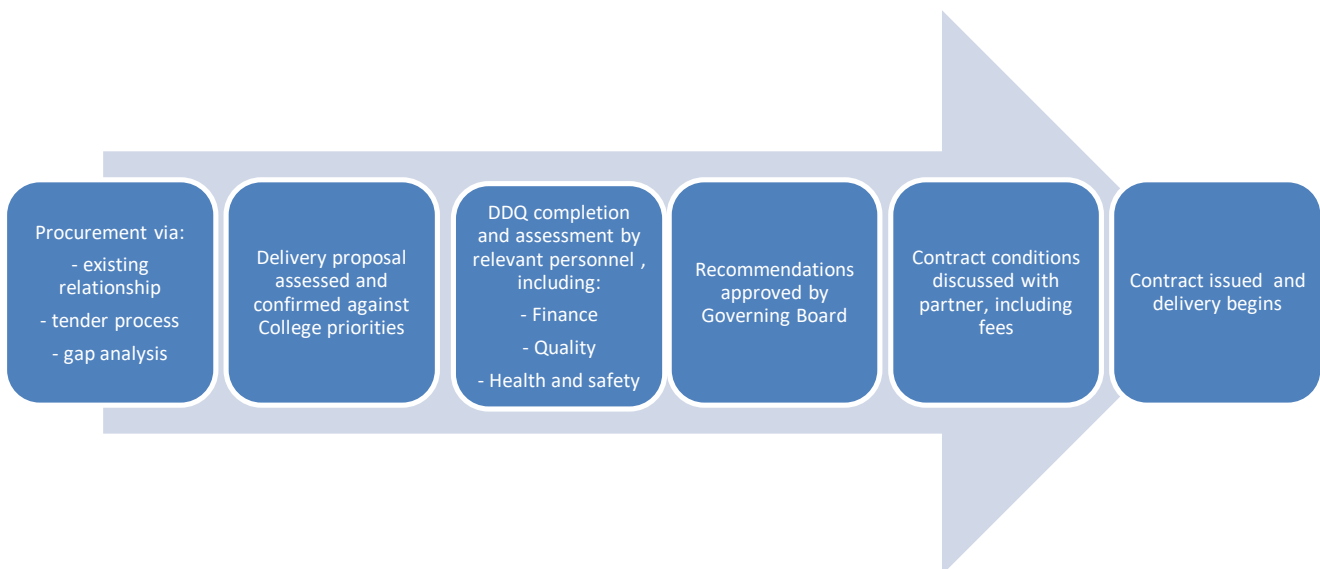 Procurement via:
- existing
relationship
- tender process
- gap analysis
Delivery proposal
assessed and
confirmed against
College priorities
DDQ completion
and assessment by
relevant personnel ,
including:
- Finance
- Quality
- Health and safety
Recommendations
approved by
Governing Board
Contract conditions
discussed with
partner, including
fees
Contract issued  and
delivery begins